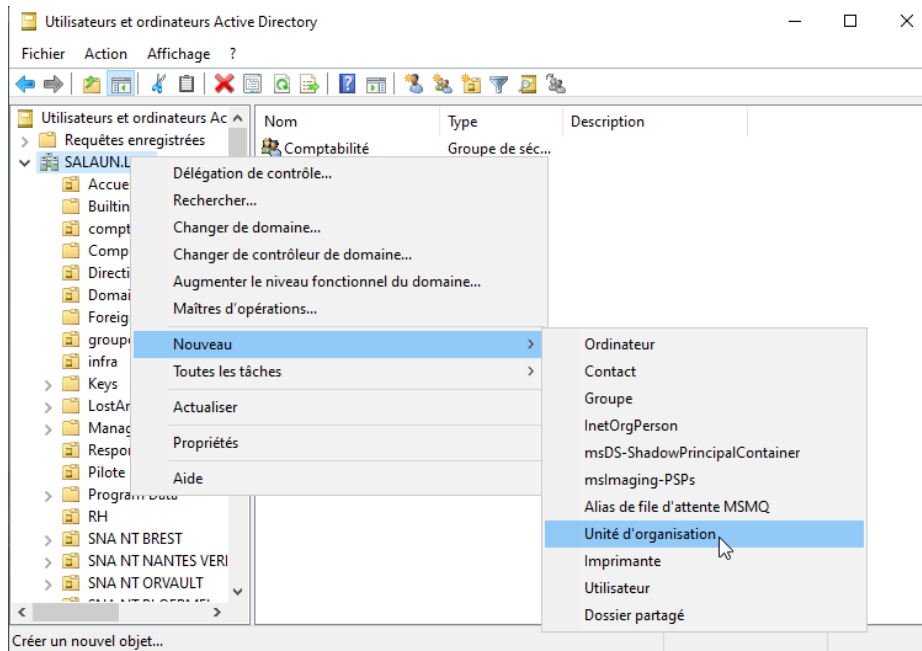 Utilisateurs et ordinateurs Active Directory
Fichier Action Affichage ?
Utilisateurs et ordinateurs Ac
Nom Type Description
Requêtes enregistrées
Comptabilité Groupe de séc...
SALAUN.L
Accue
Builtin
compt
Comp
Directi
Domai
Foreig
group
infra
Keys
LostAr
Manag
Respor
Pilote
Program Data
RH
SNA NT BREST
SNA NT NANTES VERI
SNA NT ORVAULT
Délégation de contrôle...
Rechercher...
Changer de domaine...
Changer de contrôleur de domaine...
Augmenter le niveau fonctionnel du domaine...
Maîtres d'opérations...
Nouveau
Toutes les tâches
Actualiser
Propriétés
Aide
Ordinateur
Contact
Groupe
InetOrgPerson
msDS-ShadowPrincipalContainer
msImaging-PSPs
Alias de file d'attente MSMQ
Unité d'organisation
Imprimante
Utilisateur
Dossier partagé
Créer un nouvel objet...